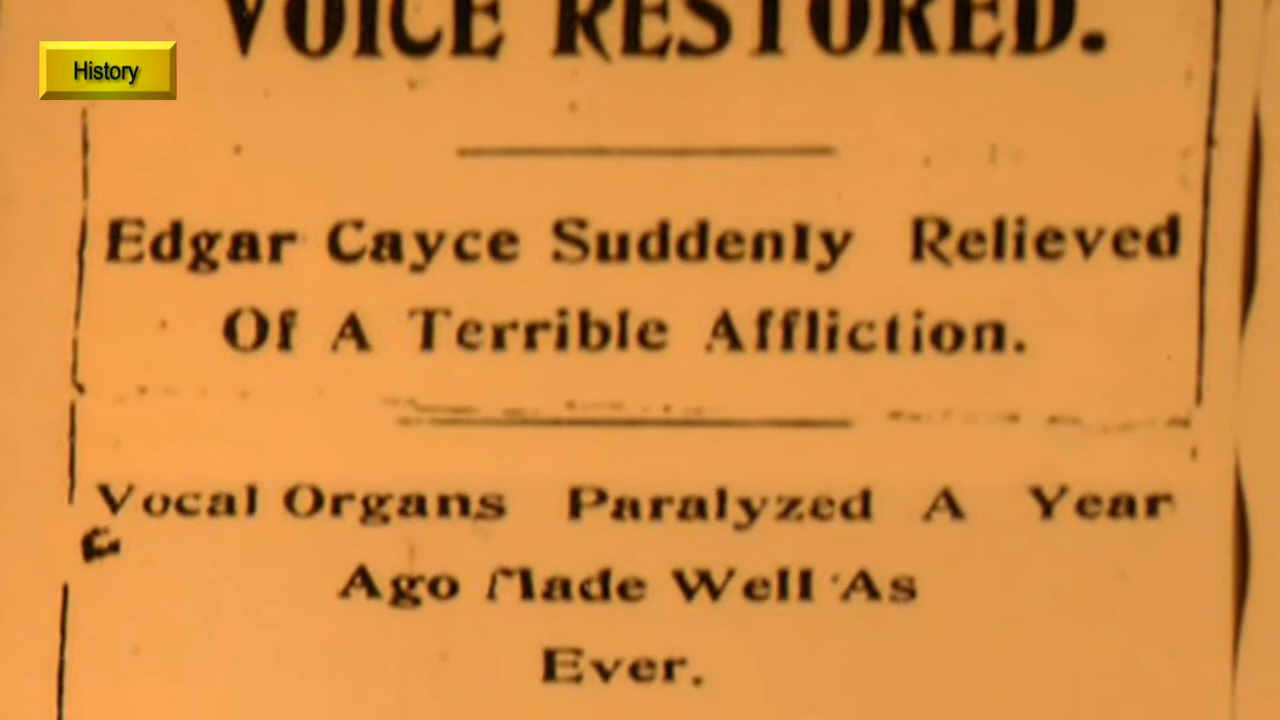 VOICE RESTORED.
History
Edgar Cayce Suddenly Relieved
Of A Terrible Affliction.
Vocal Organs Paralyzed A Year
Ago Made Well As
Ever.